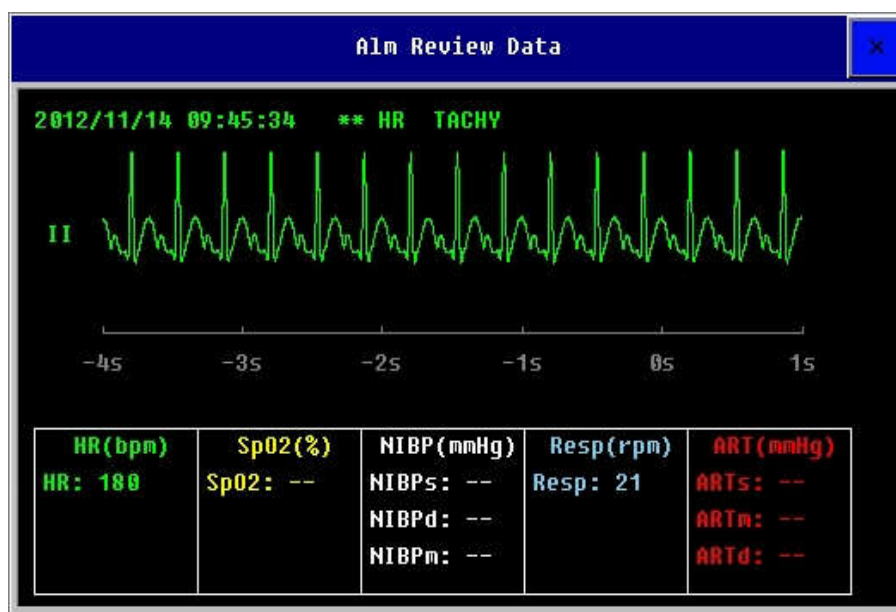 Alm Review Data
×
2012/11/14 09:45:34 ** HR TACHY
II
-4s -3s -2s -1s 0s 1s
HR(bpm) SpO2(%) NIBP(mmHg) Resp(rpm) ART(mmHg)
HR: 180 SpO2: -- NIBPs: -- Resp: 21 ARTs: --
NIBPd: -- ARTm: --
NIBPm: -- ARTd: --